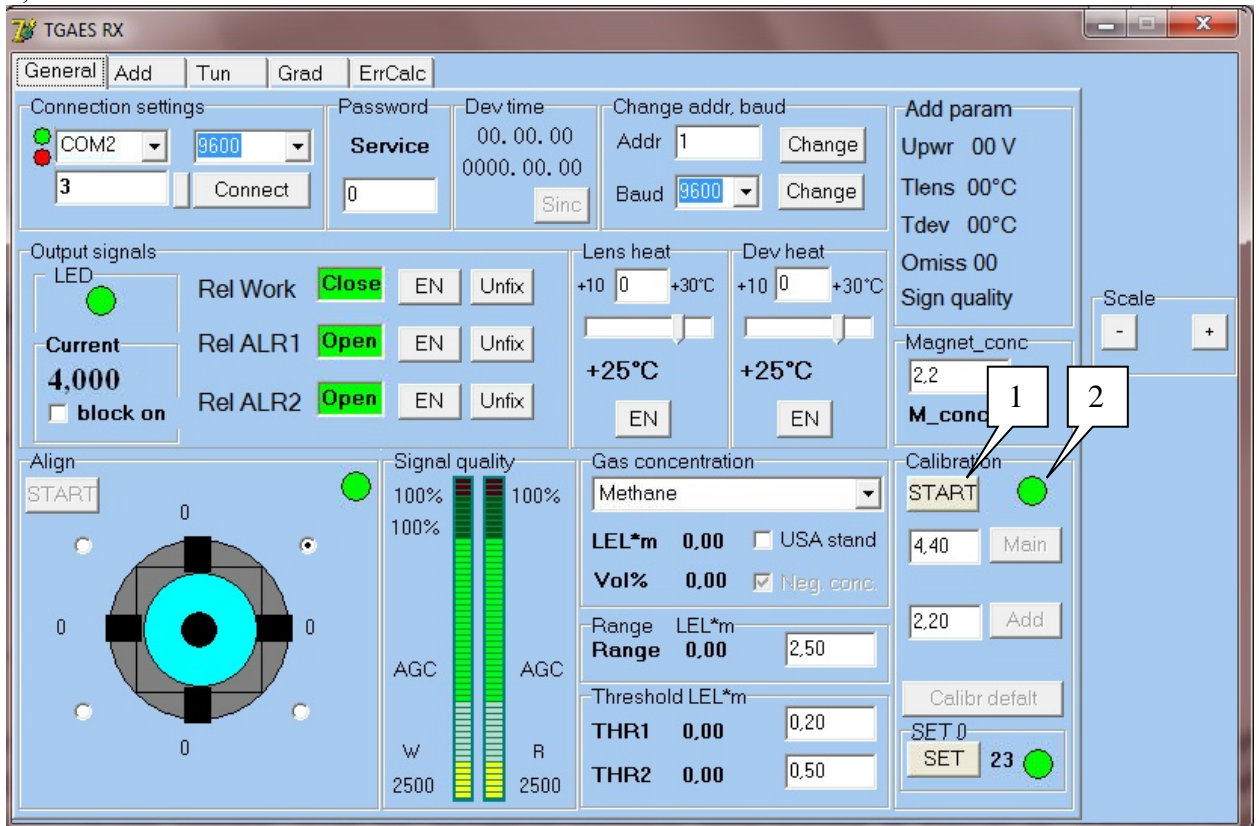 TGAES RX
General Add Tun Grad ErrCalc
Connection settings
COM2 9600
3 Connect
Password
Service
0
Dev time
00. 00. 00
0000. 00. 00
Sinc
Change addr, baud
Addr 1 Change
Baud 9600 Change
Add param
Upwr 00 V
Tlens 00°C
Tdev 00°C
Omiss 00
Sign quality
Output signals
LED
Current
4,000
block on
Rel Work Close EN Unfix
Rel ALR1 Open EN Unfix
Rel ALR2 Open EN Unfix
Lens heat
+10 0 +30°C
+25°C
EN
Dev heat
+10 0 +30°C
+25°C
EN
Magnet_conc
2,2
M_conc
Scale
- +
1 2
Align
START
0
0 0
0
Signal quality
100% 100%
100%
AGC AGC
W R
2500 2500
Gas concentration
Methane
LEL*m 0,00 USA stand
Vol% 0,00 Neg. conc.
Range LEL*m
Range 0,00 2,50
Threshold LEL*m
THR1 0,00 0,20
THR2 0,00 0,50
Calibration
START
4,40 Main
2,20 Add
Calibr defalt
SET 0
SET 23